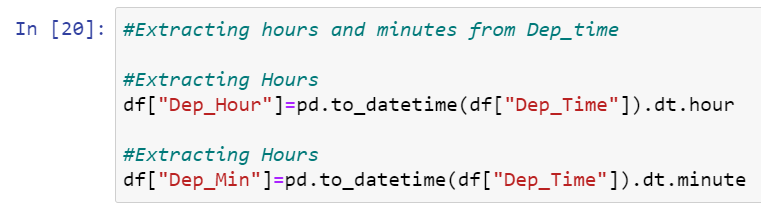 In [20]: #Extracting hours and minutes from Dep_time
#Extracting Hours
df["Dep_Hour"]=pd.to_datetime(df["Dep_Time"]).dt.hour
#Extracting Hours
df["Dep_Min"]=pd.to_datetime(df["Dep_Time"]).dt.minute